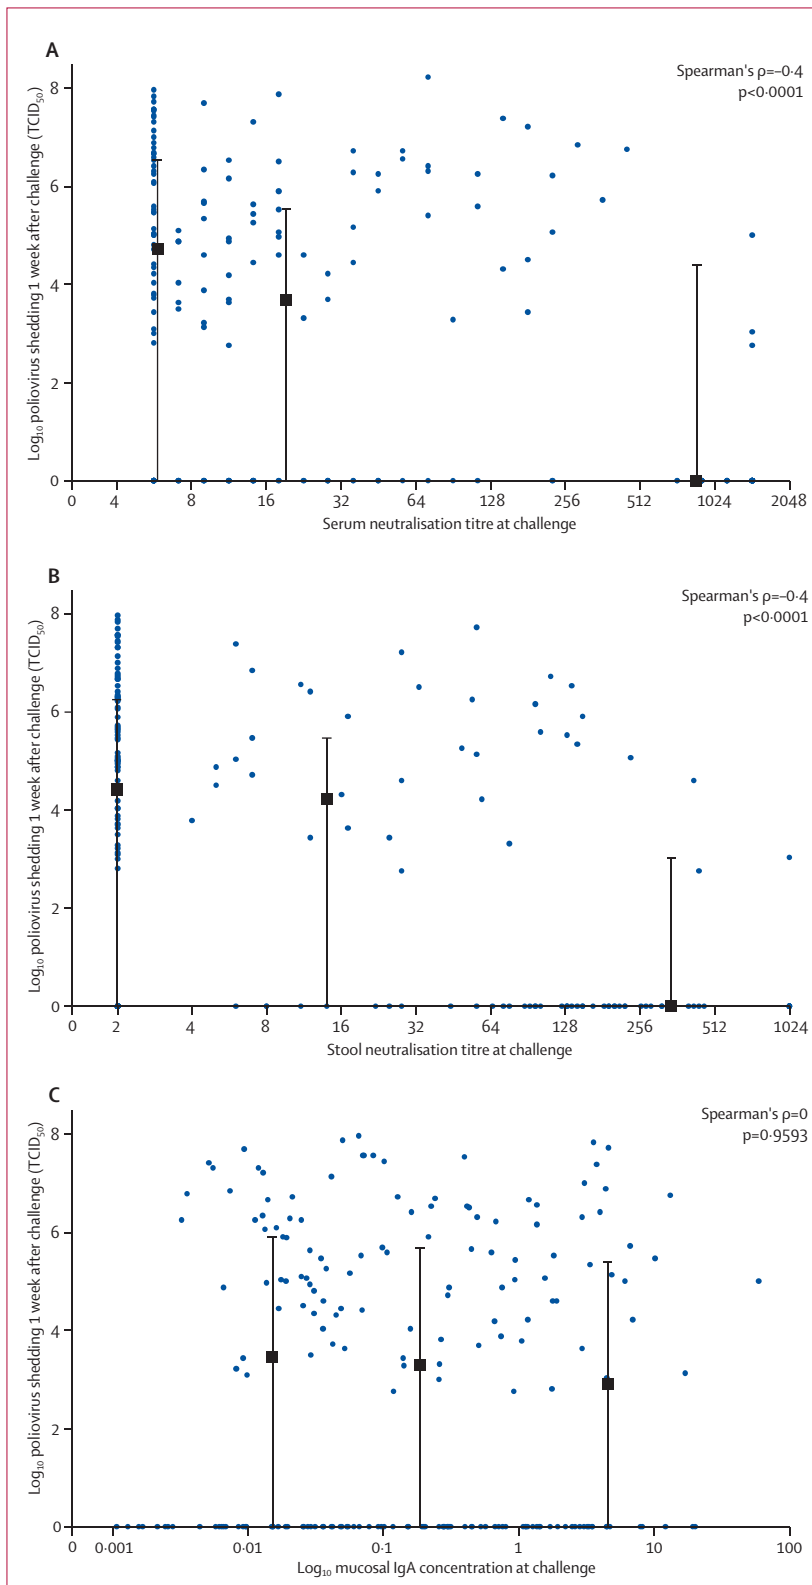 A
Spearman's ρ=–0·4
p<0·0001
Log10 poliovirus shedding 1 week after challenge (TCID50)
8
6
4
2
0
0 4 8 16 32 64 128 256 512 1024 2048
Serum neutralisation titre at challenge
B
Spearman's ρ=–0·4
p<0·0001
Log10 poliovirus shedding 1 week after challenge (TCID50)
8
6
4
2
0
0 2 4 8 16 32 64 128 256 512 1024
Stool neutralisation titre at challenge
C
Spearman's ρ=0
p=0·9593
Log10 poliovirus shedding 1 week after challenge (TCID50)
8
6
4
2
0
0 0·001 0·01 0·1 1 10 100
Log10 mucosal IgA concentration at challenge